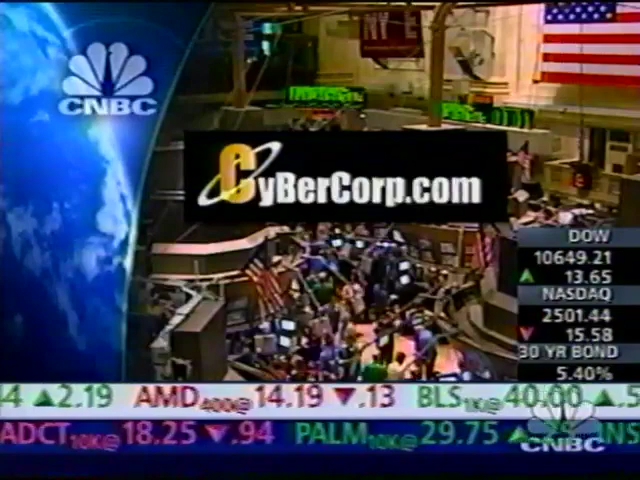 CNBC
CyBerCorp.com
DOW
10649.21
13.65
NASDAQ
2501.44
15.58
30 YR BOND
5.40%
2.19 AMD 400@ 14.19 .13 BLS 1K@ 40.00
ADCT 10K@ 18.25 .94 PALM 10K@ 29.75
CNBC